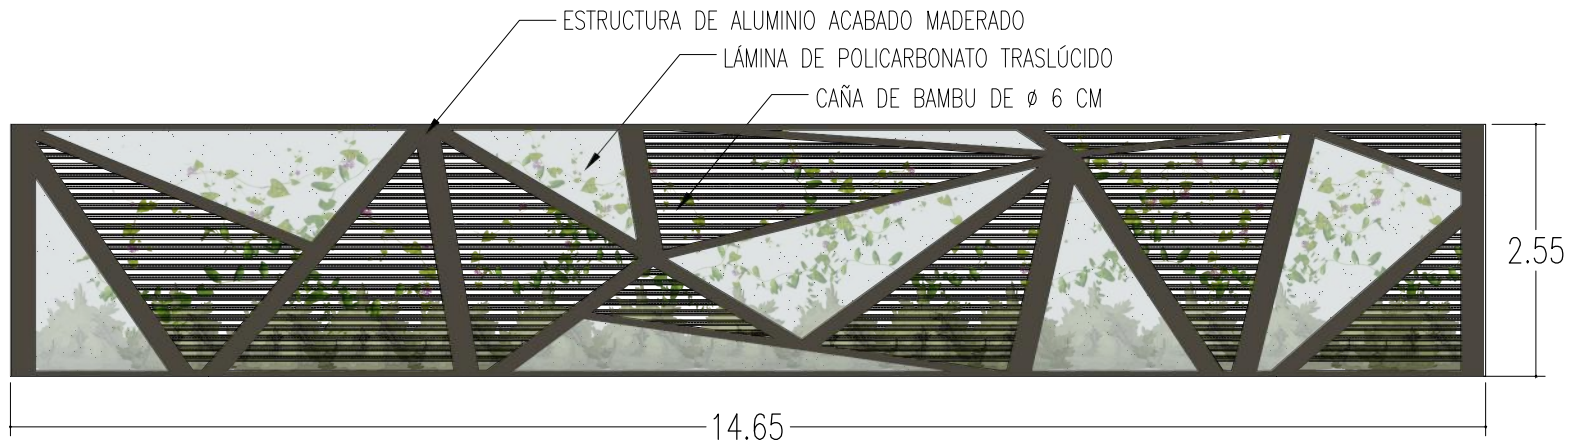 ESTRUCTURA DE ALUMINIO ACABADO MADERADO
LÁMINA DE POLICARBONATO TRASLÚCIDO
CAÑA DE BAMBU DE Ø 6 CM
2.55
14.65